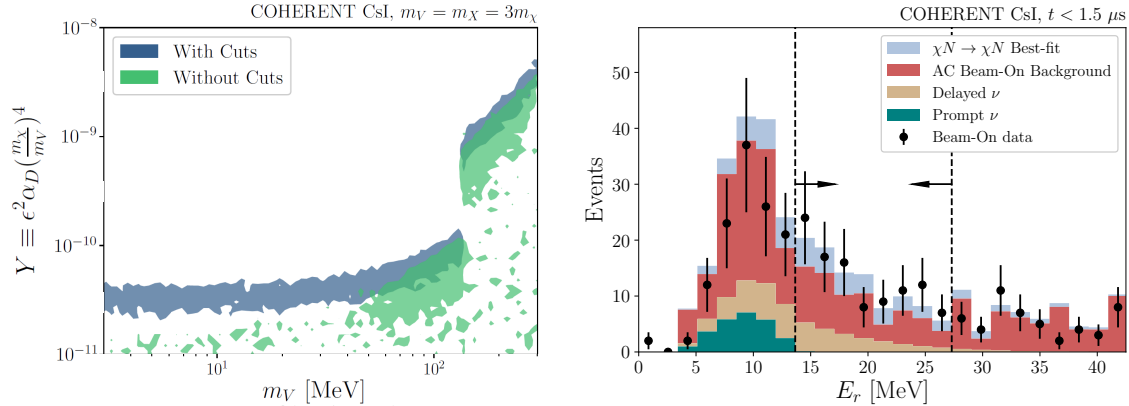 COHERENT CsI, $m_V = m_X = 3m_\chi$
With Cuts
Without Cuts
$Y \equiv \epsilon^2 \alpha_D (\frac{m_\chi}{m_V})^4$
$10^{-8}$
$10^{-9}$
$10^{-10}$
$10^{-11}$
$10^1$
$10^2$
$m_V$ [MeV]
COHERENT CsI, $t < 1.5$ $\mu$s
$\chi N \to \chi N$ Best-fit
AC Beam-On Background
Delayed $\nu$
Prompt $\nu$
Beam-On data
Events
50
40
30
20
10
0
0 5 10 15 20 25 30 35 40
$E_r$ [MeV]